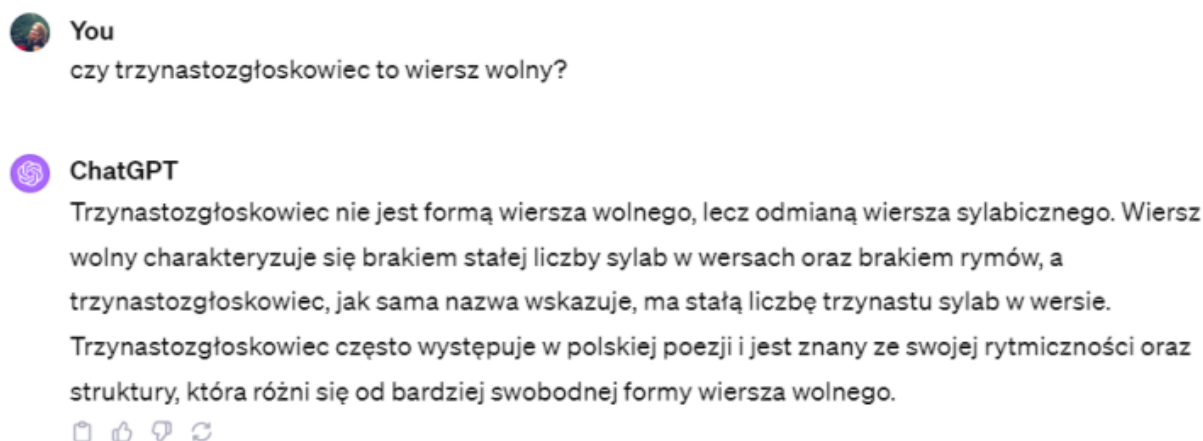 You
czy trzynastozgłoskowiec to wiersz wolny?
ChatGPT
Trzynastozgłoskowiec nie jest formą wiersza wolnego, lecz odmianą wiersza sylabicznego. Wiersz
wolny charakteryzuje się brakiem stałej liczby sylab w wersach oraz brakiem rymów, a
trzynastozgłoskowiec, jak sama nazwa wskazuje, ma stałą liczbę trzynastu sylab w wersie.
Trzynastozgłoskowiec często występuje w polskiej poezji i jest znany ze swojej rytmiczności oraz
struktury, która różni się od bardziej swobodnej formy wiersza wolnego.